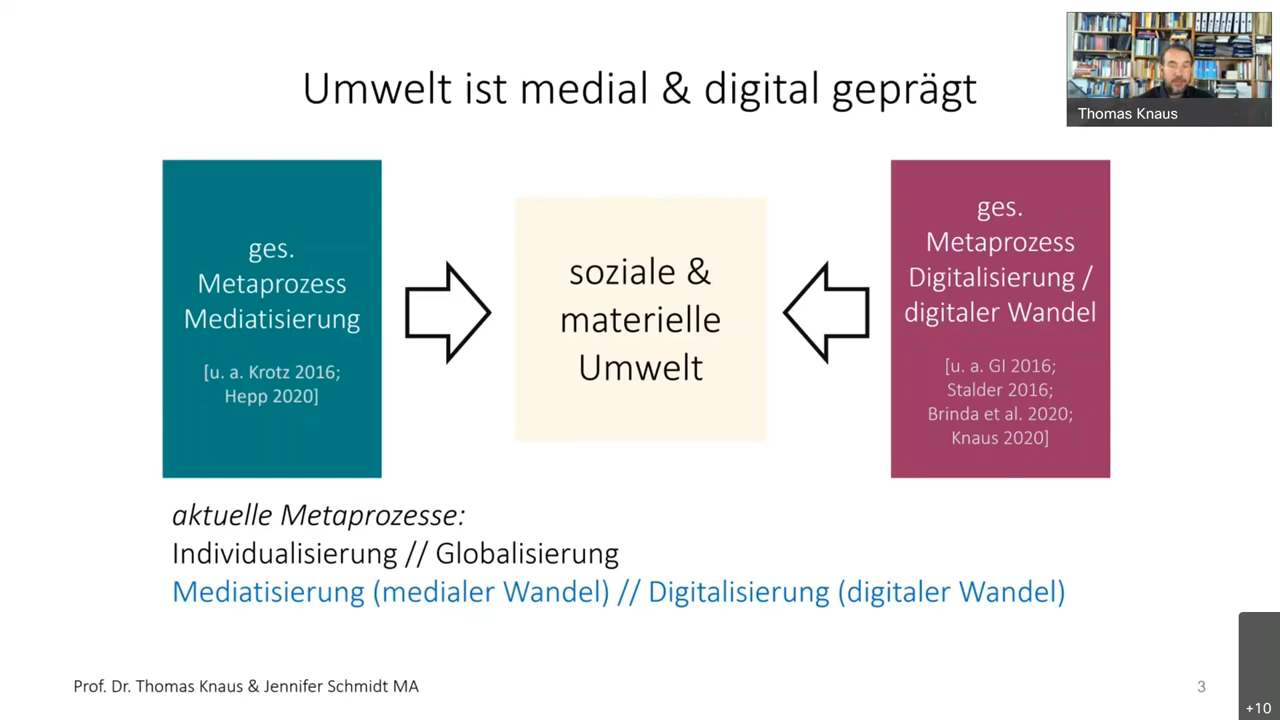 Umwelt ist medial & digital geprägt
Thomas Knaus
ges.
Metaprozess
Mediatisierung
[u. a. Krotz 2016;
Hepp 2020]
soziale &
materielle
Umwelt
ges.
Metaprozess
Digitalisierung /
digitaler Wandel
[u. a. GI 2016;
Stalder 2016;
Brinda et al. 2020;
Knaus 2020]
aktuelle Metaprozesse:
Individualisierung // Globalisierung
Mediatisierung (medialer Wandel) // Digitalisierung (digitaler Wandel)
Prof. Dr. Thomas Knaus & Jennifer Schmidt MA
3
+10